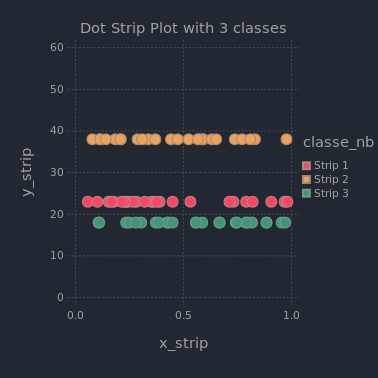 Dot Strip Plot with 3 classes
60
50
40
30
20
10
0
y_strip
0.0
0.5
1.0
x_strip
classe_nb
Strip 1
Strip 2
Strip 3